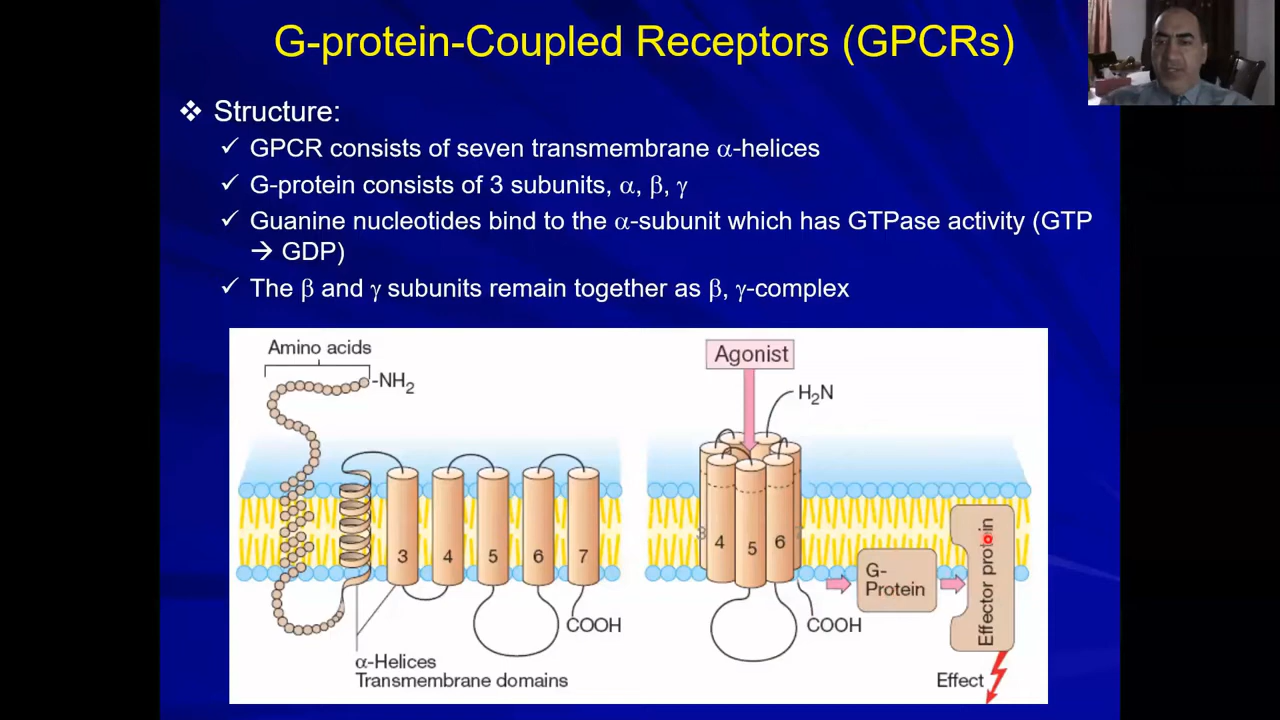 G-protein-Coupled Receptors (GPCRs)
❖ Structure:
✓ GPCR consists of seven transmembrane α-helices
✓ G-protein consists of 3 subunits, α, β, γ
✓ Guanine nucleotides bind to the α-subunit which has GTPase activity (GTP
→ GDP)
✓ The β and γ subunits remain together as β, γ-complex
Amino acids
-NH2
3
4
5
6
7
COOH
α-Helices
Transmembrane domains
Agonist
H2N
3
4
5
6
7
COOH
G-
Protein
Effector protein
Effect